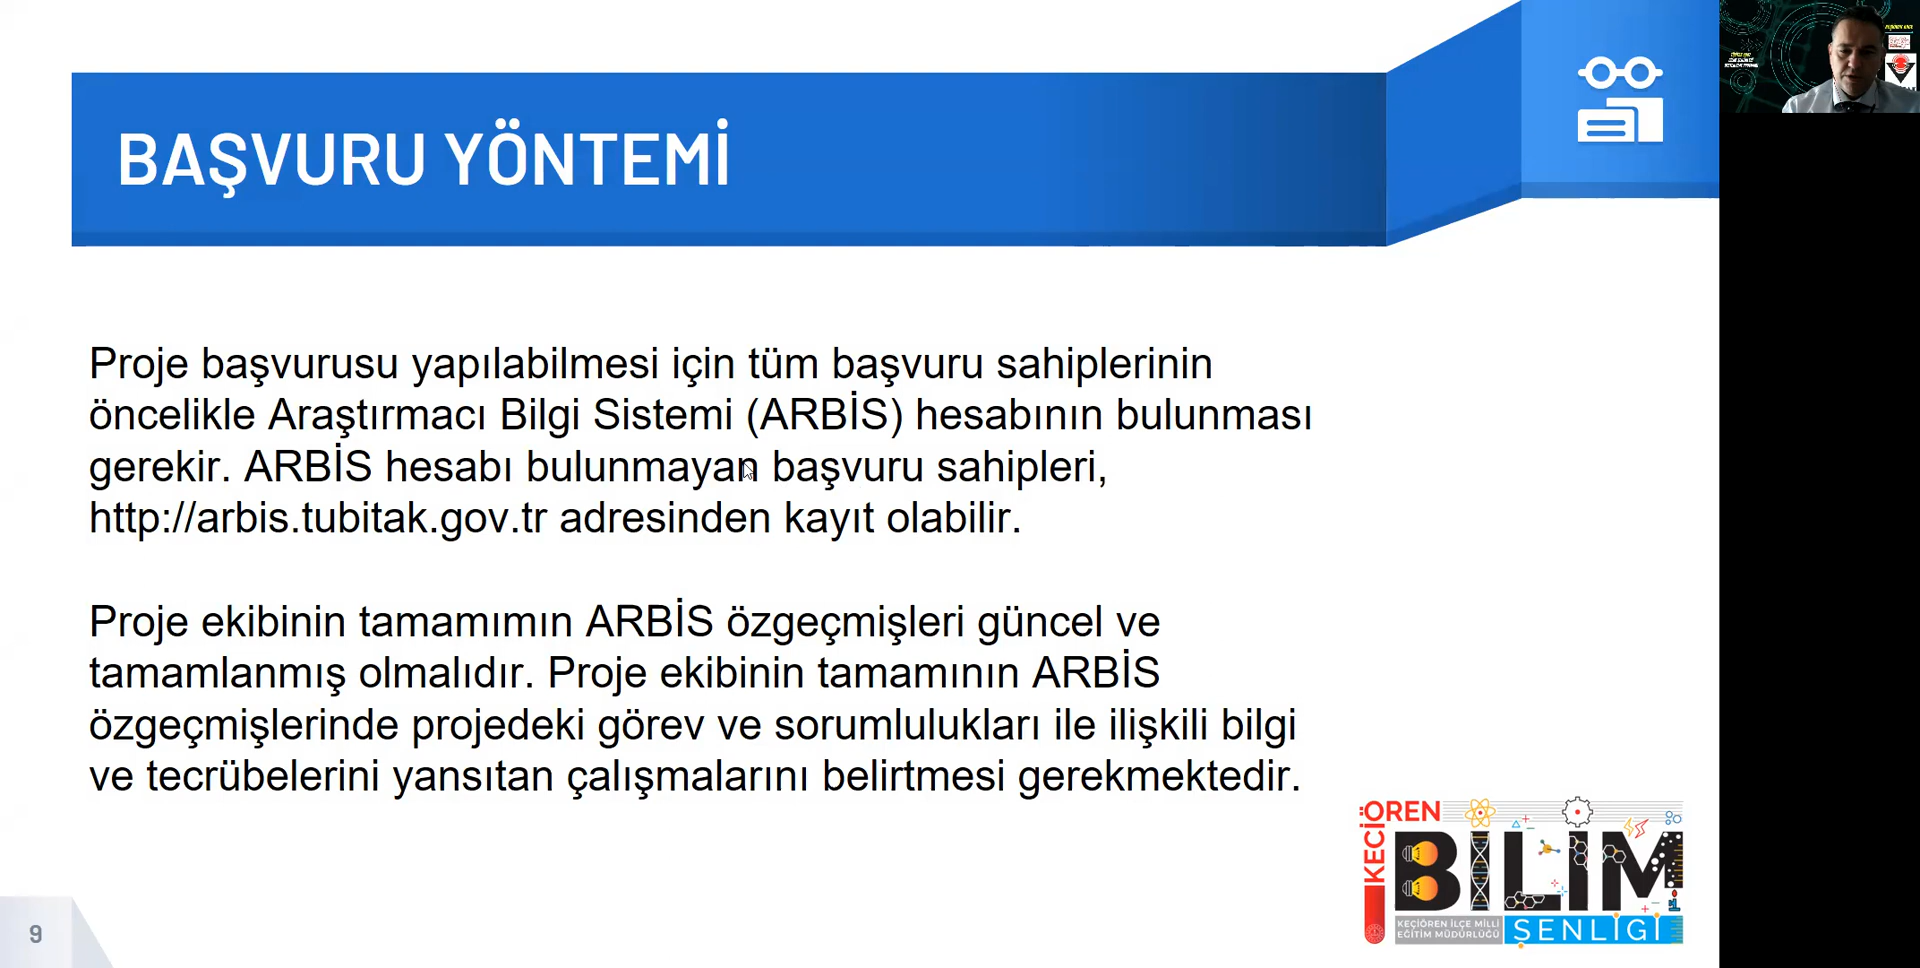 BAŞVURU YÖNTEMİ
Proje başvurusu yapılabilmesi için tüm başvuru sahiplerinin
öncelikle Araştırmacı Bilgi Sistemi (ARBİS) hesabının bulunması
gerekir. ARBİS hesabı bulunmayan başvuru sahipleri,
http://arbis.tubitak.gov.tr adresinden kayıt olabilir.
Proje ekibinin tamamımın ARBİS özgeçmişleri güncel ve
tamamlanmış olmalıdır. Proje ekibinin tamamının ARBİS
özgeçmişlerinde projedeki görev ve sorumlulukları ile ilişkili bilgi
ve tecrübelerini yansıtan çalışmalarını belirtmesi gerekmektedir.
KEÇİÖREN
BİLİM
KEÇİÖREN İLÇE MİLLİ
EĞİTİM MÜDÜRLÜĞÜ
ŞENLİĞİ
9